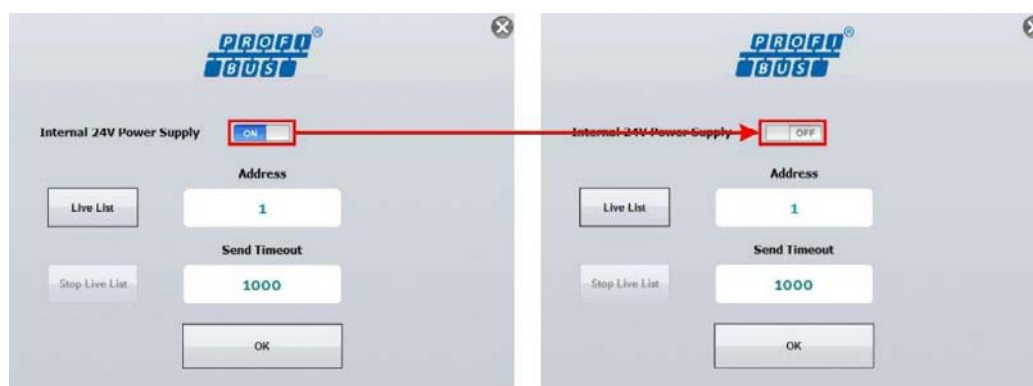 PROFI®
BUS
Internal 24V Power Supply
ON
Address
Live List
1
Send Timeout
Stop Live List
1000
OK
PROFI®
BUS
Internal 24V Power Supply
OFF
Address
Live List
1
Send Timeout
Stop Live List
1000
OK